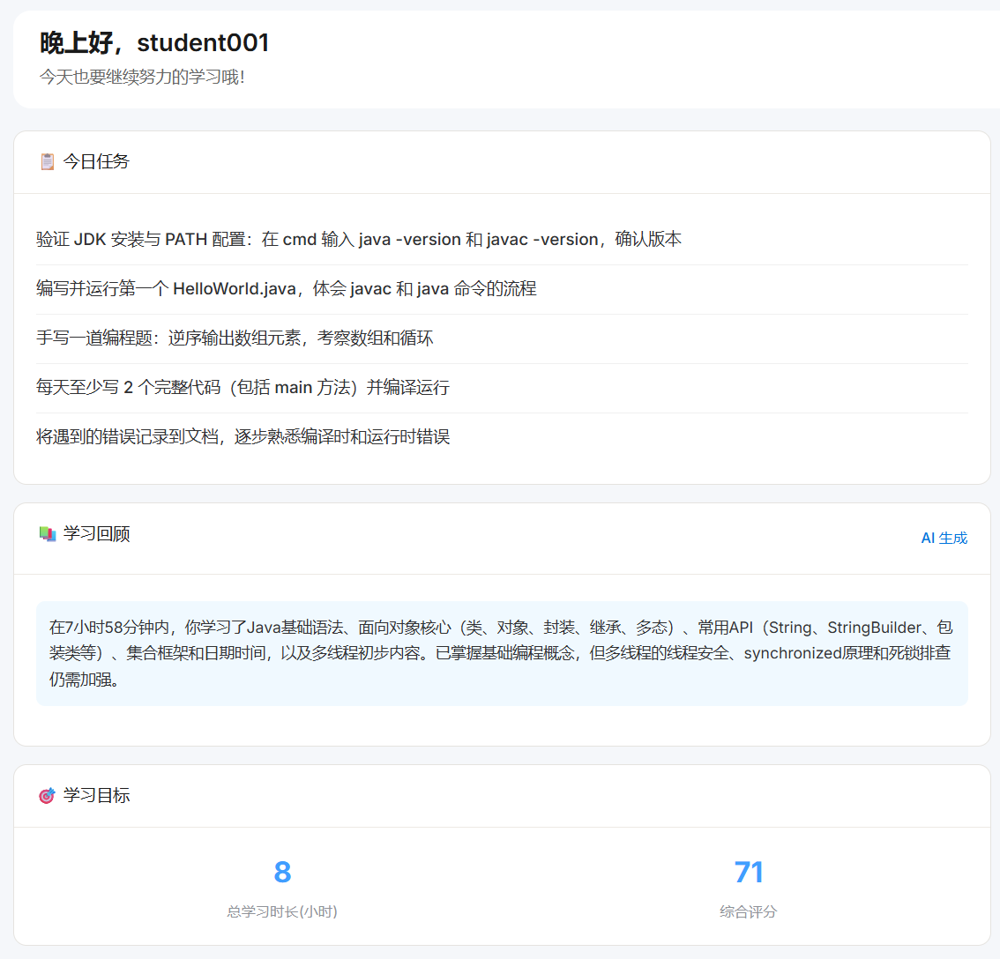 晚上好，student001
今天也要继续努力的学习哦！
今日任务
验证 JDK 安装与 PATH 配置：在 cmd 输入 java -version 和 javac -version，确认版本
编写并运行第一个 HelloWorld.java，体会 javac 和 java 命令的流程
手写一道编程题：逆序输出数组元素，考察数组和循环
每天至少写 2 个完整代码（包括 main 方法）并编译运行
将遇到的错误记录到文档，逐步熟悉编译时和运行时错误
学习回顾
AI 生成
在7小时58分钟内，你学习了Java基础语法、面向对象核心（类、对象、封装、继承、多态）、常用API（String、StringBuilder、包
装类等）、集合框架和日期时间，以及多线程初步内容。已掌握基础编程概念，但多线程的线程安全、synchronized原理和死锁排查
仍需加强。
学习目标
8
总学习时长(小时)
71
综合评分